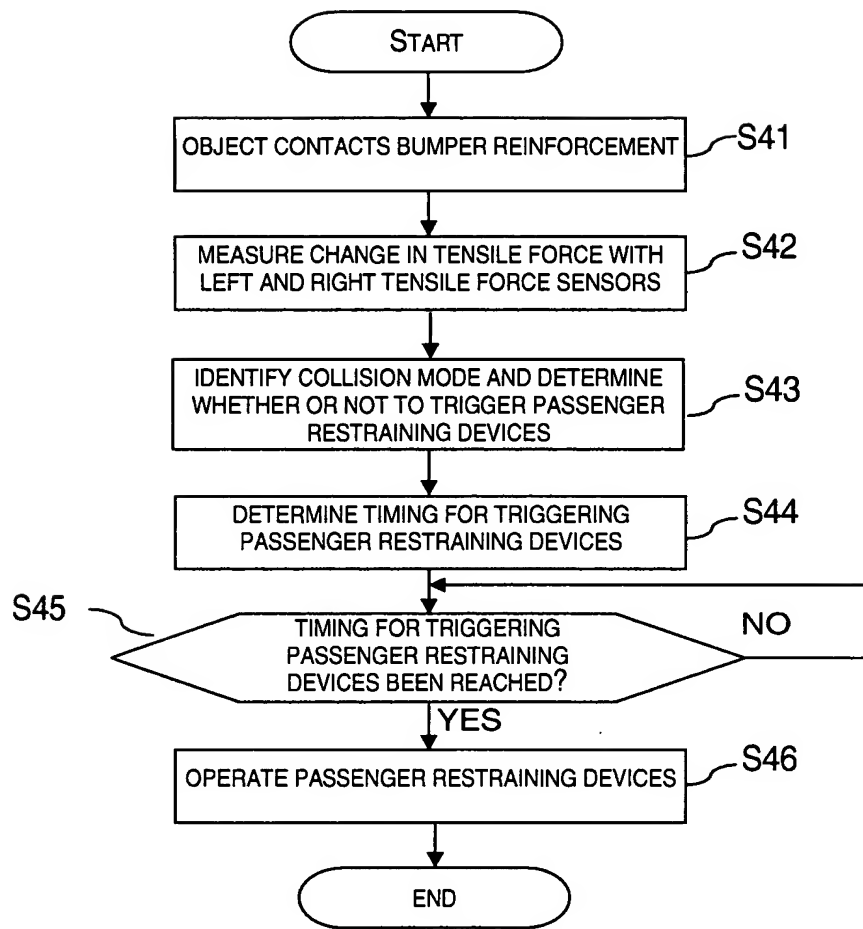 START
OBJECT CONTACTS BUMPER REINFORCEMENT
S41
MEASURE CHANGE IN TENSILE FORCE WITH
LEFT AND RIGHT TENSILE FORCE SENSORS
S42
IDENTIFY COLLISION MODE AND DETERMINE
WHETHER OR NOT TO TRIGGER PASSENGER
RESTRAINING DEVICES
S43
DETERMINE TIMING FOR TRIGGERING
PASSENGER RESTRAINING DEVICES
S44
S45
TIMING FOR TRIGGERING
PASSENGER RESTRAINING
DEVICES BEEN REACHED?
NO
YES
OPERATE PASSENGER RESTRAINING DEVICES
S46
END